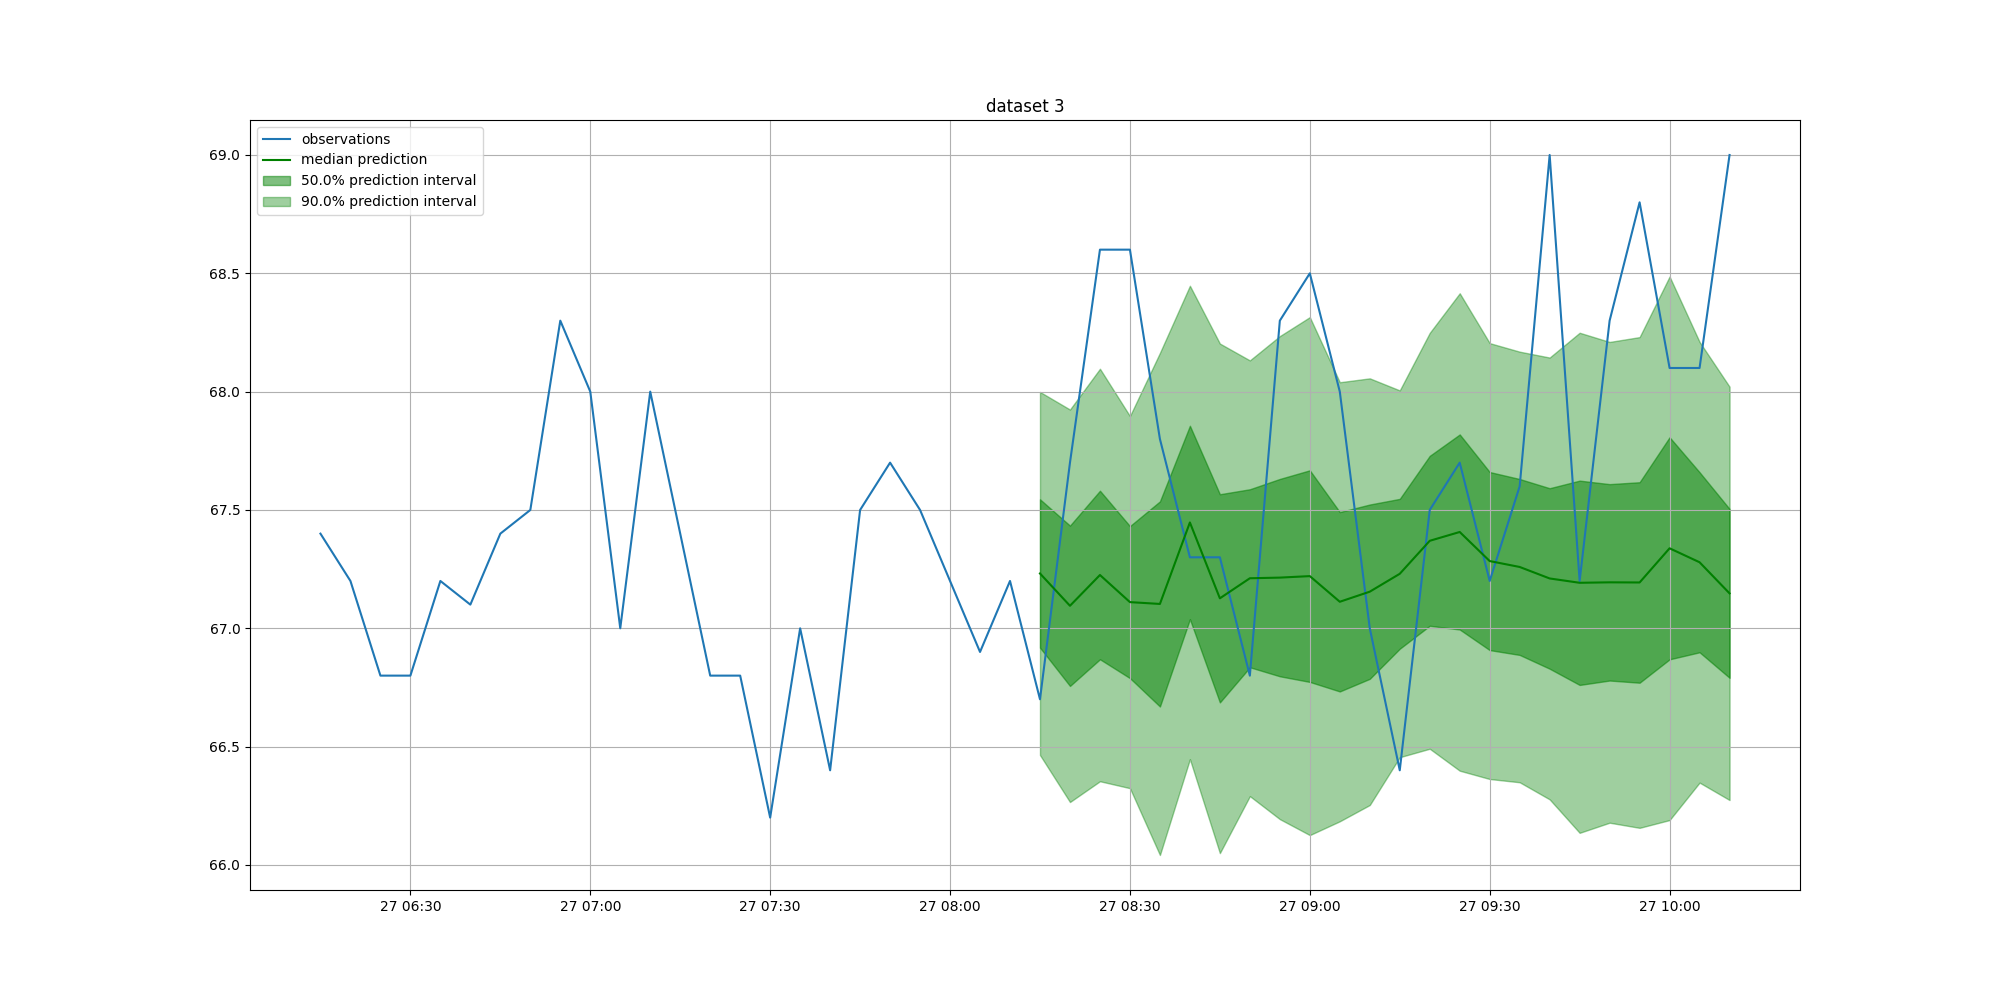 dataset 3
observations
median prediction
50.0% prediction interval
90.0% prediction interval
69.0
68.5
68.0
67.5
67.0
66.5
66.0
27 06:30 27 07:00 27 07:30 27 08:00 27 08:30 27 09:00 27 09:30 27 10:00